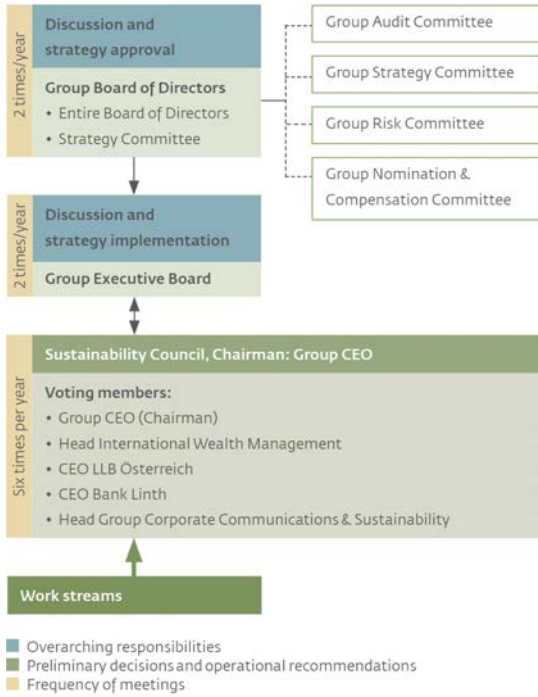 2 times/year
Discussion and
strategy approval
Group Board of Directors
• Entire Board of Directors
• Strategy Committee
Group Audit Committee
Group Strategy Committee
Group Risk Committee
Group Nomination &
Compensation Committee
2 times/year
Discussion and
strategy implementation
Group Executive Board
Six times per year
Sustainability Council, Chairman: Group CEO
Voting members:
• Group CEO (Chairman)
• Head International Wealth Management
• CEO LLB Österreich
• CEO Bank Linth
• Head Group Corporate Communications & Sustainability
Work streams
Overarching responsibilities
Preliminary decisions and operational recommendations
Frequency of meetings